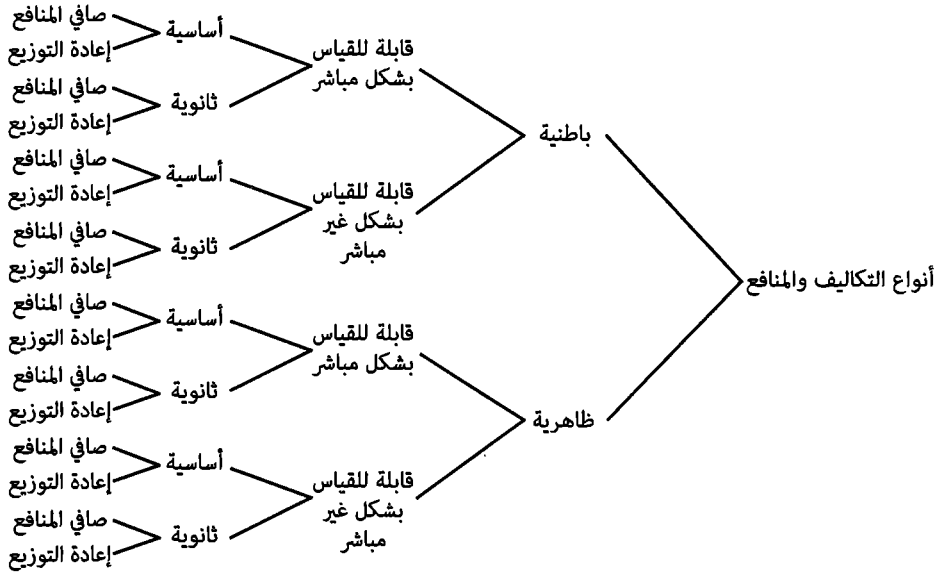 أنواع التكاليف والمنافع
باطنية
قابلة للقياس
بشكل مباشر
أساسية
صافي المنافع
إعادة التوزيع
ثانوية
صافي المنافع
إعادة التوزيع
قابلة للقياس
بشكل غير
مباشر
أساسية
صافي المنافع
إعادة التوزيع
ثانوية
صافي المنافع
إعادة التوزيع
ظاهرية
قابلة للقياس
بشكل مباشر
أساسية
صافي المنافع
إعادة التوزيع
ثانوية
صافي المنافع
إعادة التوزيع
قابلة للقياس
بشكل غير
مباشر
أساسية
صافي المنافع
إعادة التوزيع
ثانوية
صافي المنافع
إعادة التوزيع